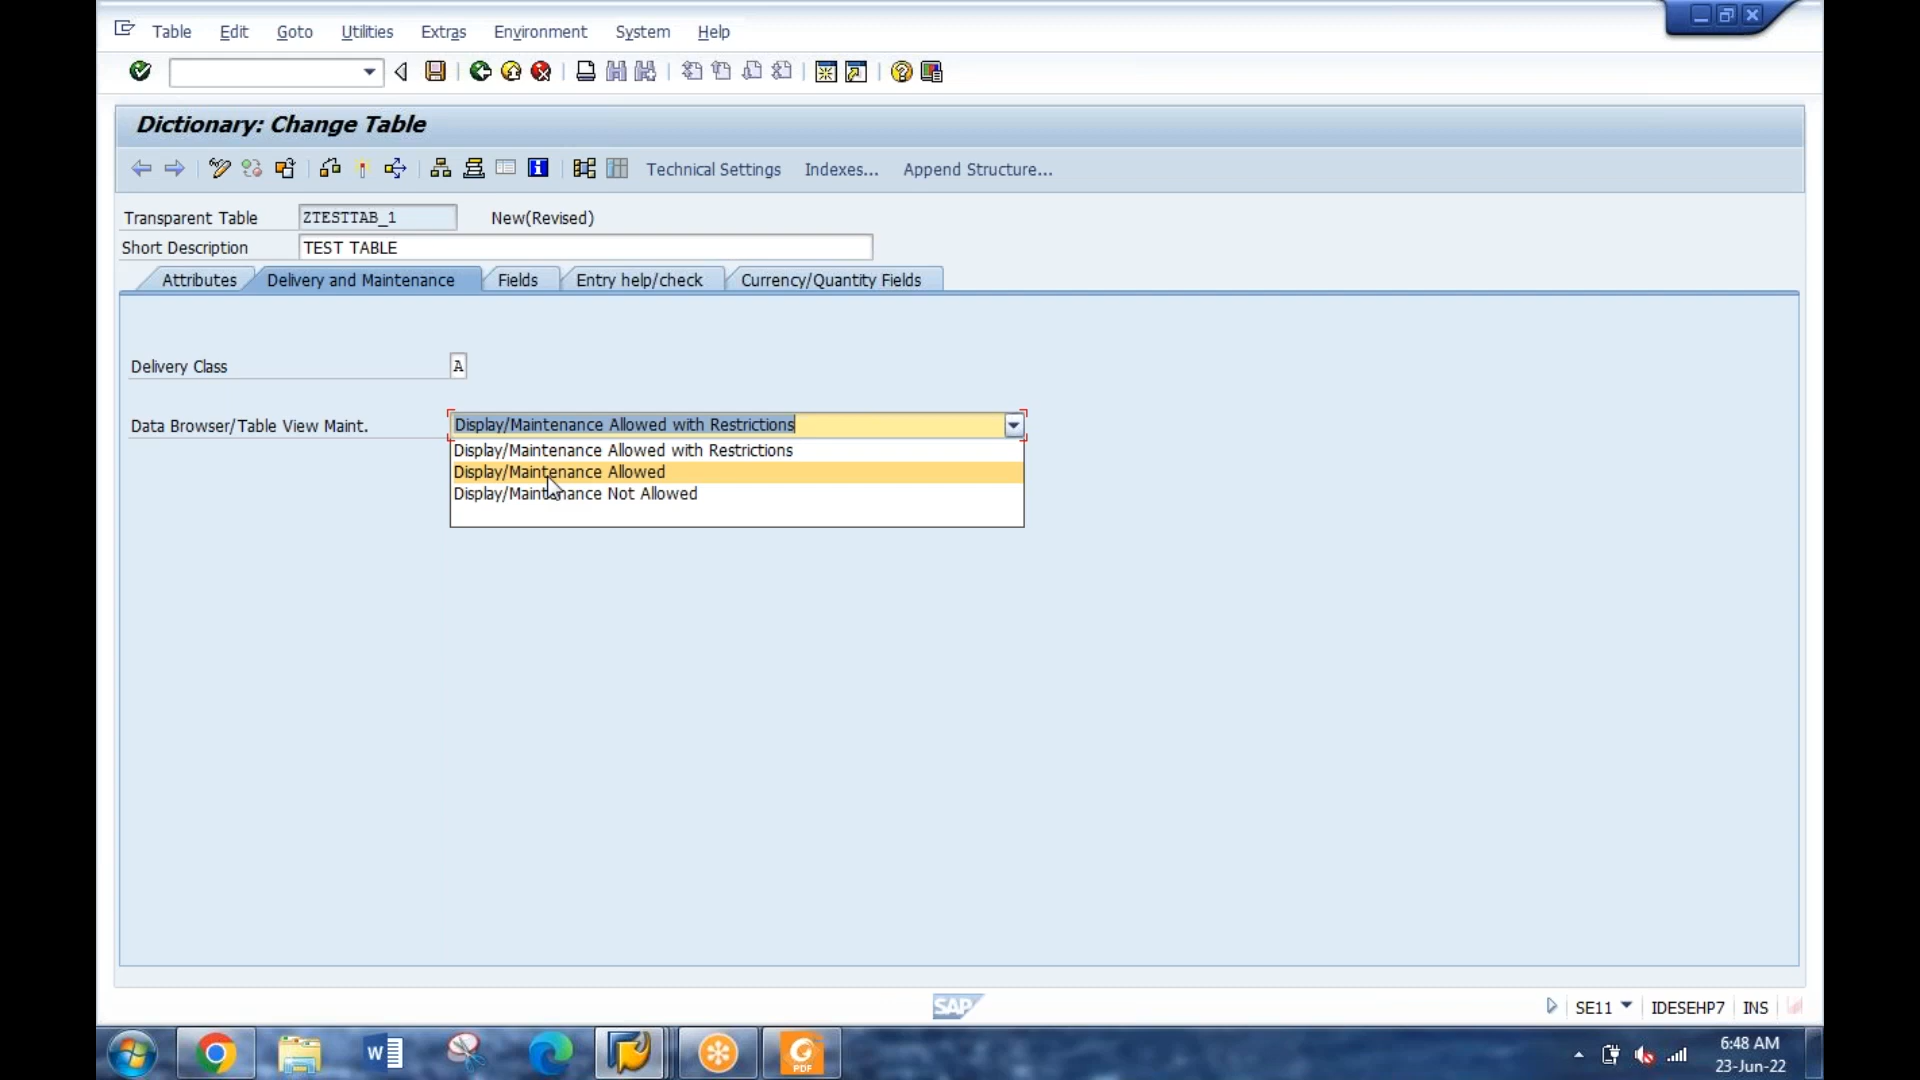 Table Edit Goto Utilities Extras Environment System Help
Dictionary: Change Table
Technical Settings Indexes... Append Structure...
Transparent Table ZTESTTAB_1 New(Revised)
Short Description TEST TABLE
Attributes Delivery and Maintenance Fields Entry help/check Currency/Quantity Fields
Delivery Class A
Data Browser/Table View Maint. Display/Maintenance Allowed with Restrictions
Display/Maintenance Allowed with Restrictions
Display/Maintenance Allowed
Display/Maintenance Not Allowed
SAP SE11 IDESEHP7 INS
6:48 AM
23-Jun-22
W
PDF